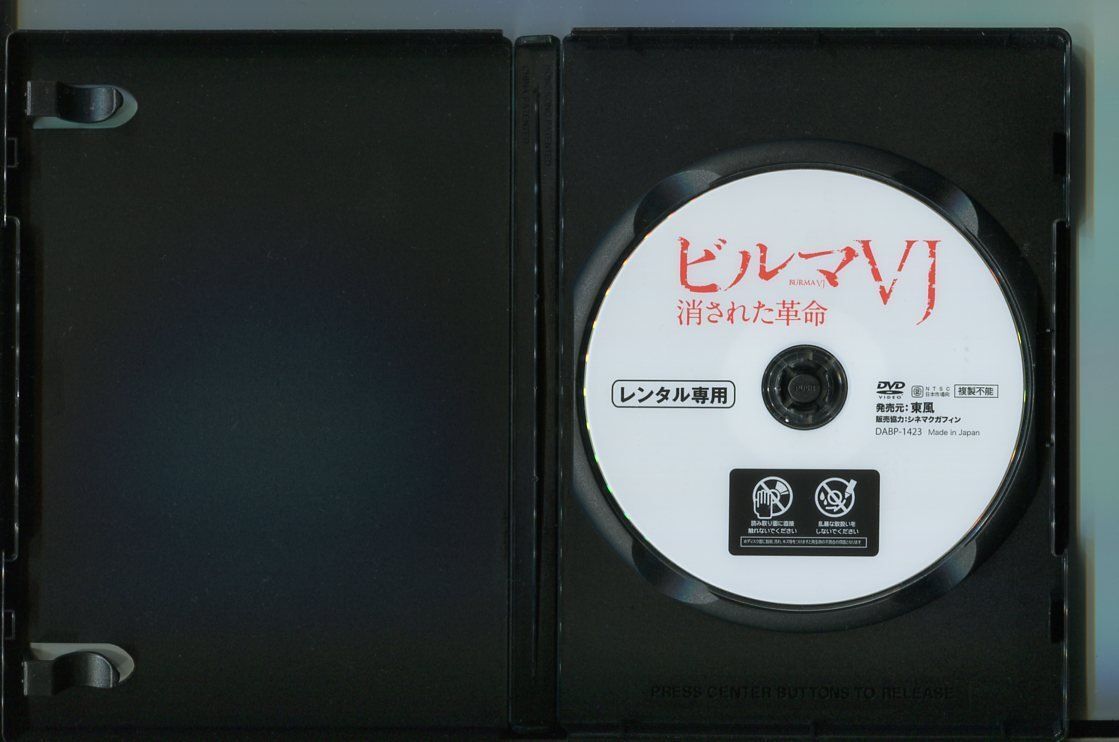 ビルマVJ
BURMA VJ
消された革命
レンタル専用
DVD
VIDEO
NTSC
日本市場向
複製不能
発売元:東風
販売協力:シネマクガフィン
DABP-1423 Made in Japan
読み取り面に直接
触れないでください
乱暴な取扱いを
しないでください
PRESS CENTER BUTTONS TO RELEASE